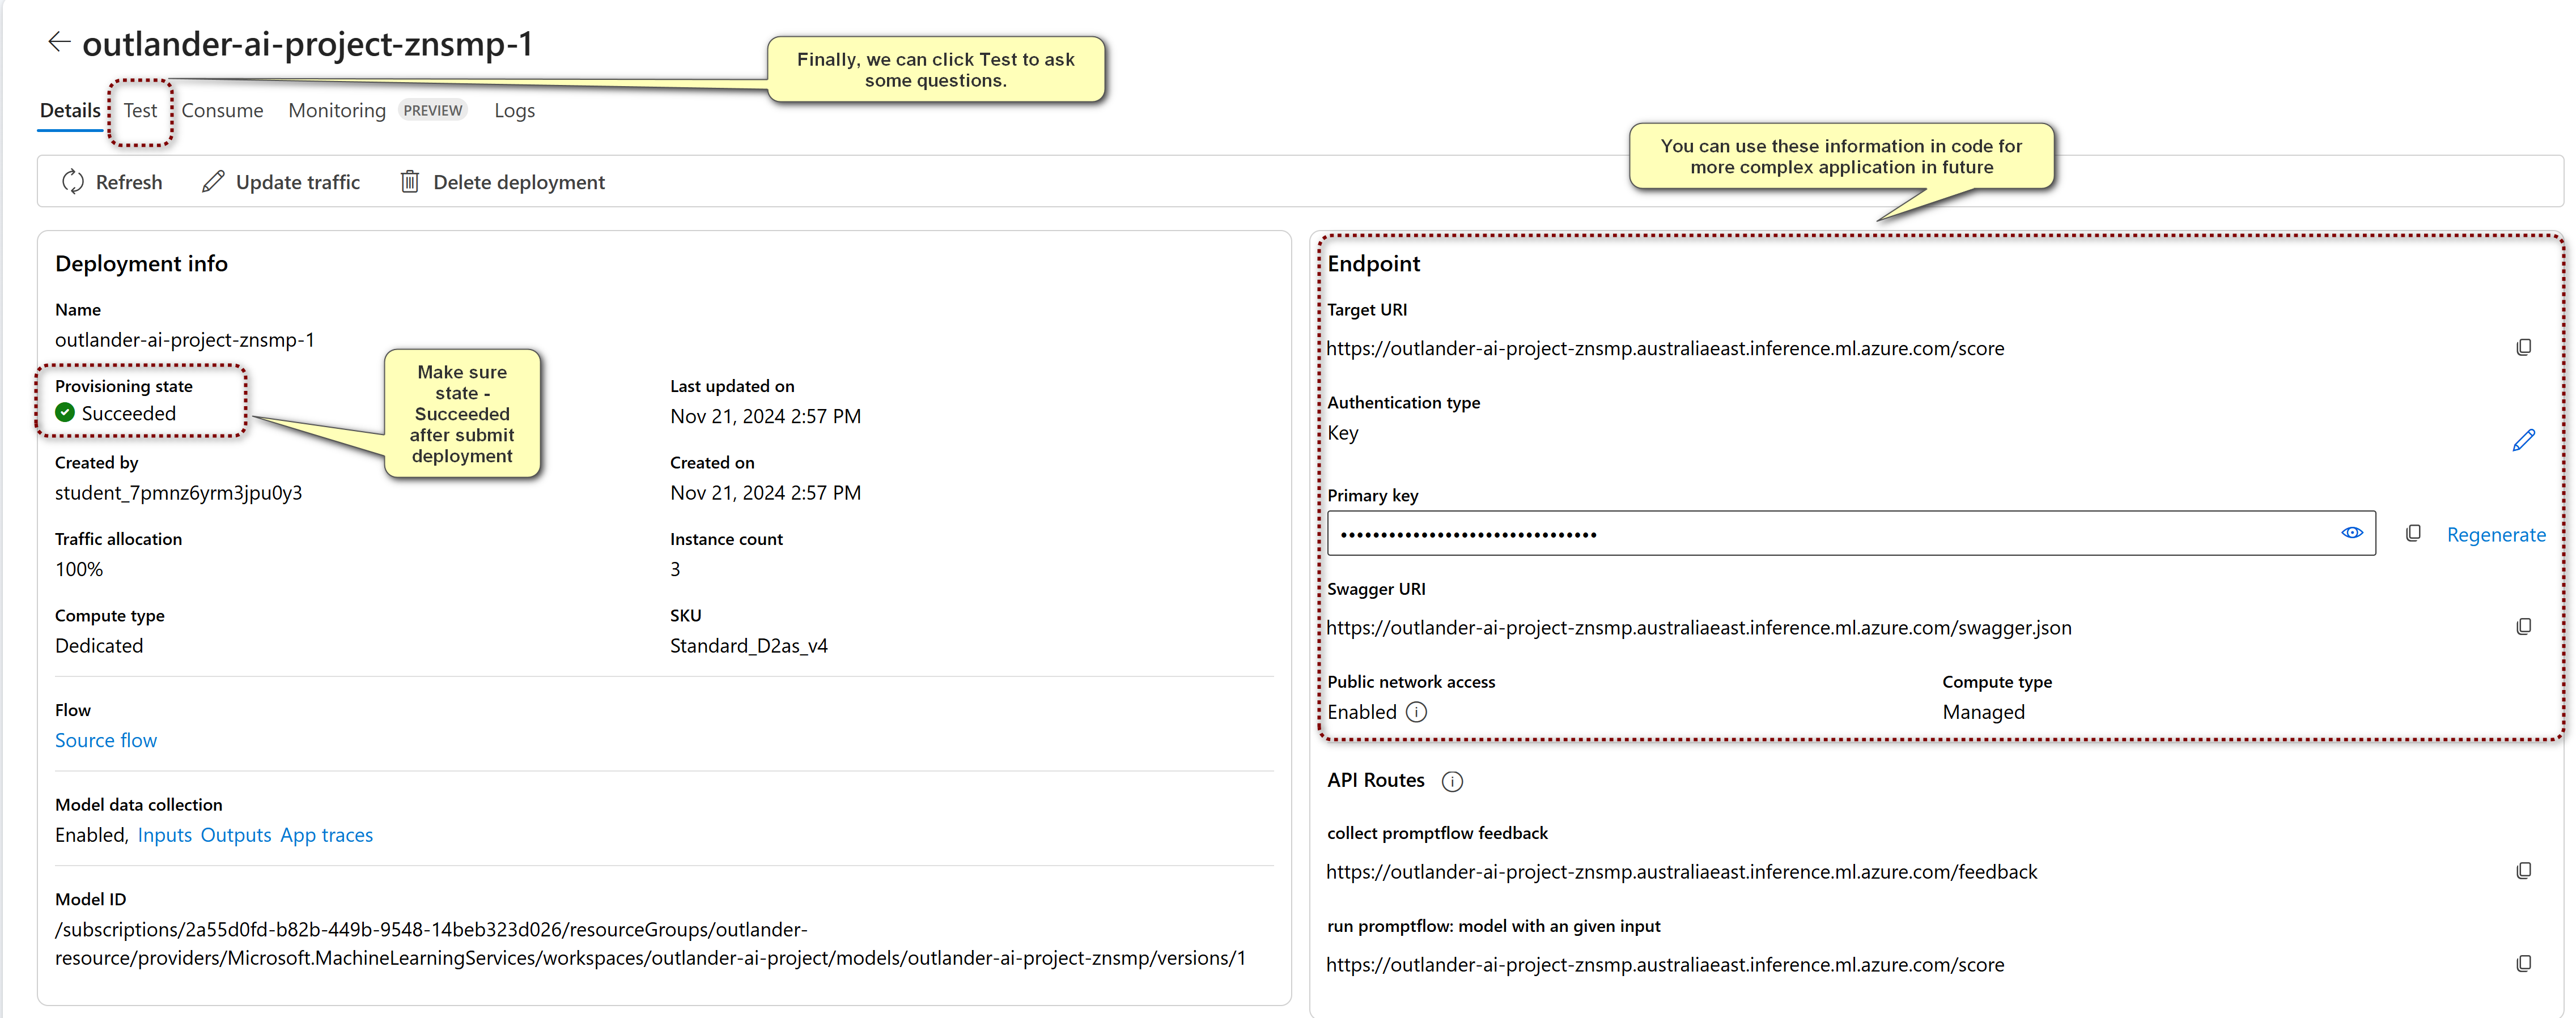 outlander-ai-project-znsmp-1
Finally, we can click Test to ask
some questions.
Details Test Consume Monitoring PREVIEW Logs
You can use these information in code for
more complex application in future
Refresh Update traffic Delete deployment
Deployment info
Name
outlander-ai-project-znsmp-1
Provisioning state
Succeeded
Make sure
state -
Succeeded
after submit
deployment
Last updated on
Nov 21, 2024 2:57 PM
Created by
student_7pmnz6yrm3jpu0y3
Created on
Nov 21, 2024 2:57 PM
Traffic allocation
100%
Instance count
3
Compute type
Dedicated
SKU
Standard_D2as_v4
Flow
Source flow
Model data collection
Enabled, Inputs Outputs App traces
Model ID
/subscriptions/2a55d0fd-b82b-449b-9548-14beb323d026/resourceGroups/outlander-
resource/providers/Microsoft.MachineLearningServices/workspaces/outlander-ai-project/models/outlander-ai-project-znsmp/versions/1
Endpoint
Target URI
https://outlander-ai-project-znsmp.australiaeast.inference.ml.azure.com/score
Authentication type
Key
Primary key
••••••••••••••••••••••••••••••••
Regenerate
Swagger URI
https://outlander-ai-project-znsmp.australiaeast.inference.ml.azure.com/swagger.json
Public network access
Enabled
Compute type
Managed
API Routes
collect promptflow feedback
https://outlander-ai-project-znsmp.australiaeast.inference.ml.azure.com/feedback
run promptflow: model with an given input
https://outlander-ai-project-znsmp.australiaeast.inference.ml.azure.com/score